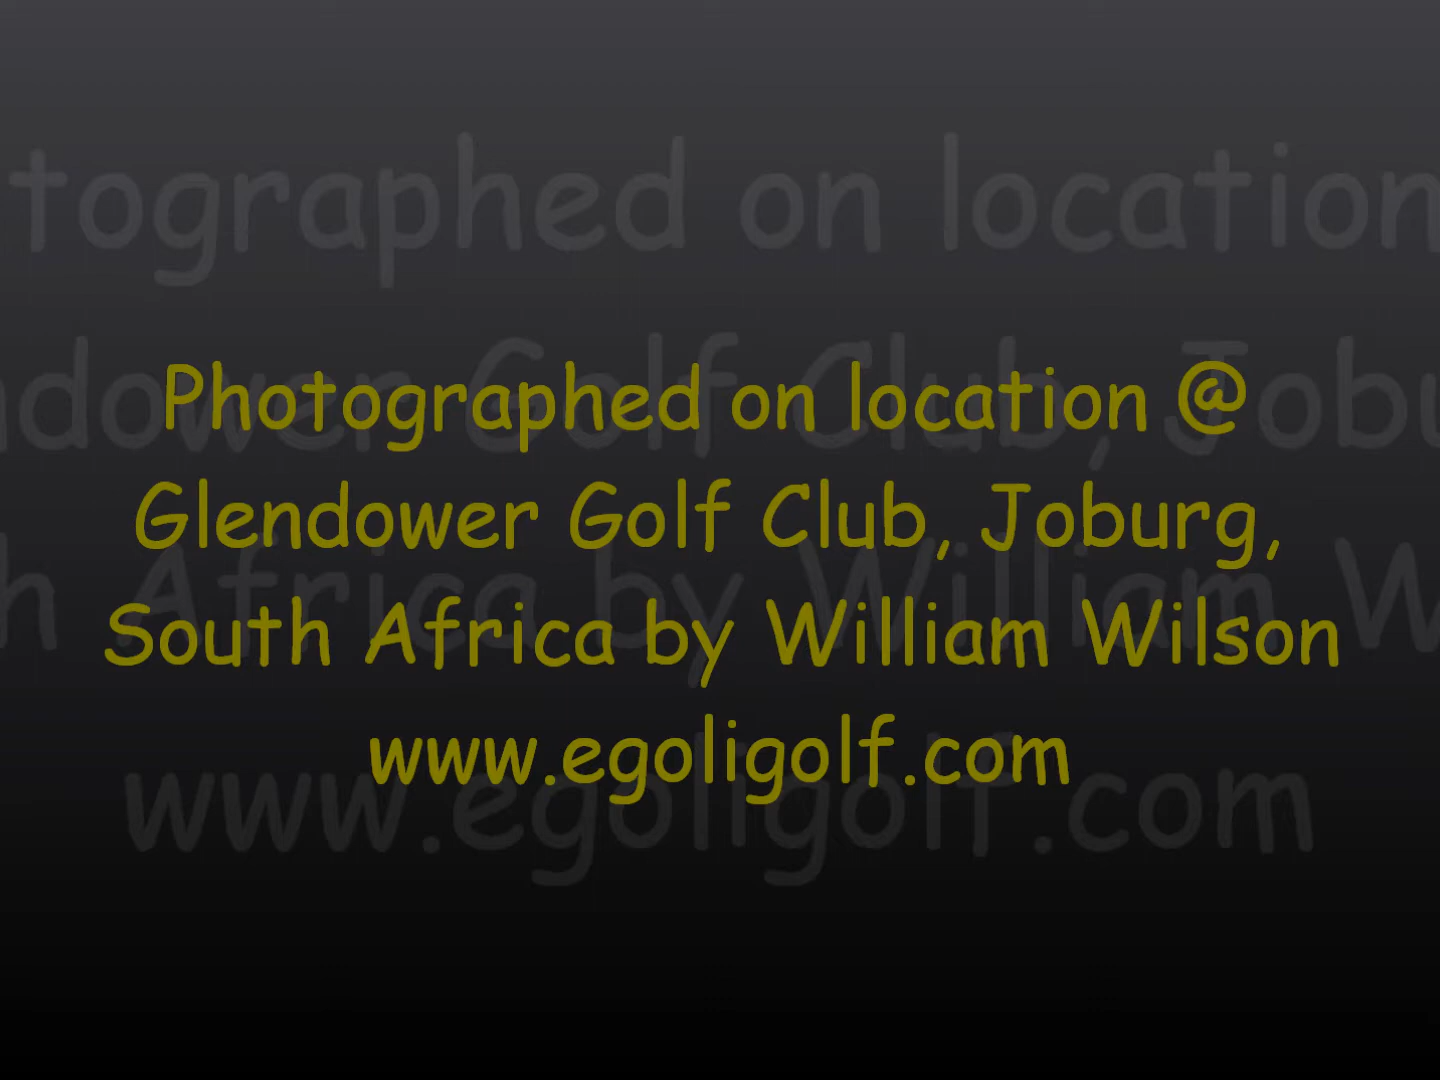 Photographed on location @
Glendower Golf Club, Joburg,
South Africa by William Wilson
www.egoligolf.com